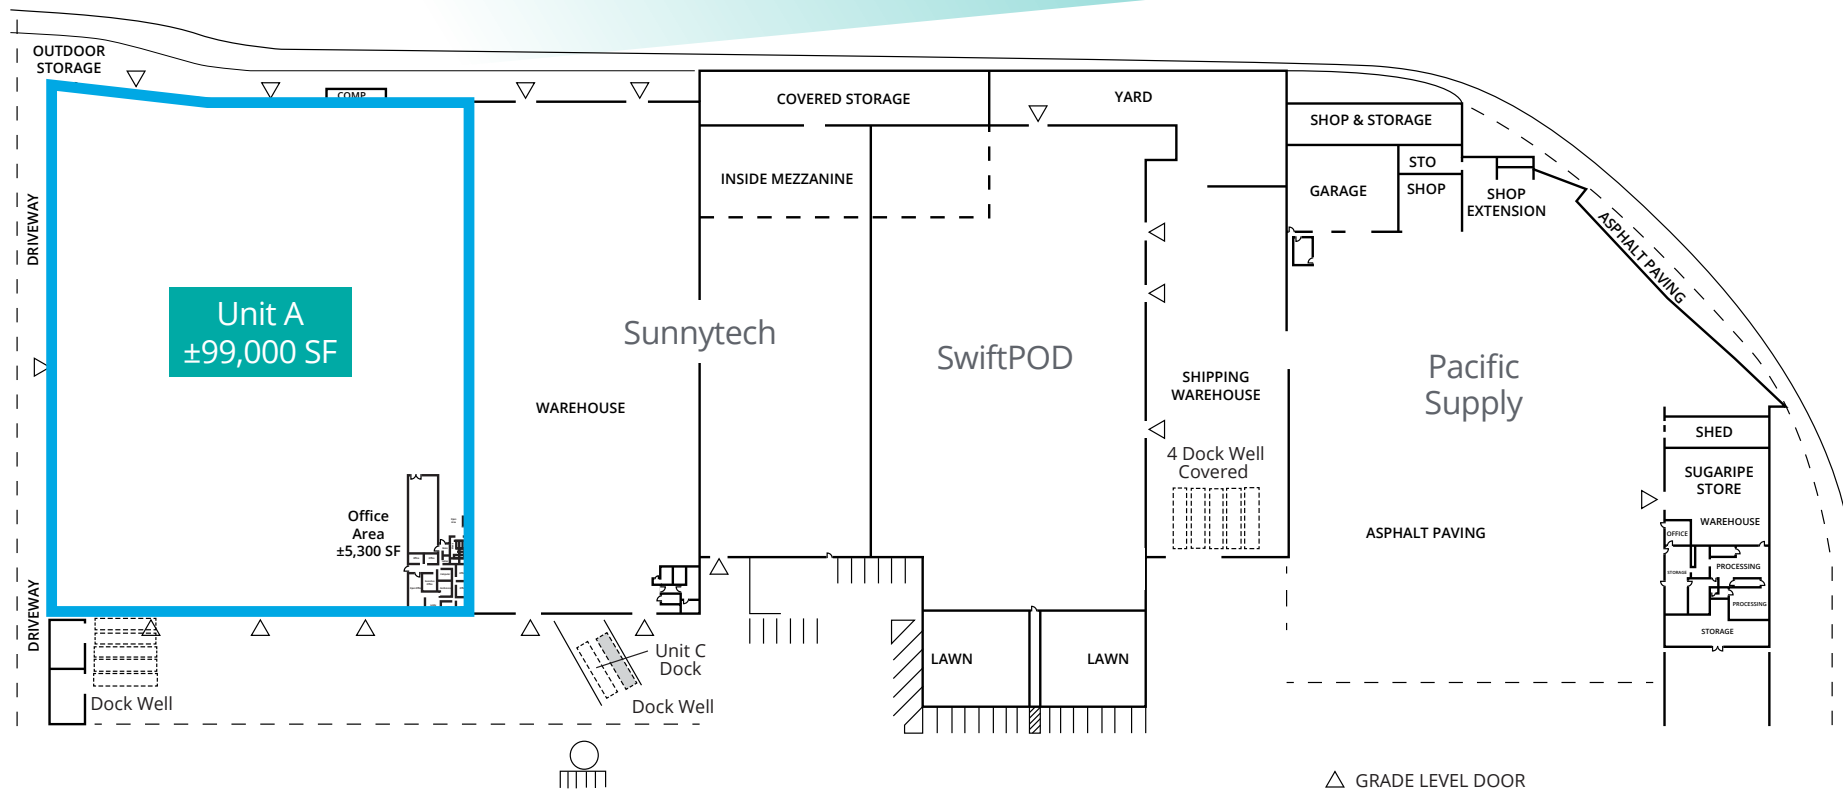 OUTDOOR
STORAGE
COMP
COVERED STORAGE
YARD
SHOP & STORAGE
STO
SHOP
GARAGE
SHOP
EXTENSION
INSIDE MEZZANINE
DRIVEWAY
ASPHALT PAVING
Unit A
±99,000 SF
Sunnytech
SwiftPOD
Pacific
Supply
SHIPPING
WAREHOUSE
WAREHOUSE
4 Dock Well
Covered
SHED
SUGARIPE
STORE
WAREHOUSE
OFFICE
PROCESSING
STORAGE
PROCESSING
STORAGE
ASPHALT PAVING
Office
Area
±5,300 SF
DRIVEWAY
Unit C
Dock
LAWN
LAWN
Dock Well
Dock Well
GRADE LEVEL DOOR